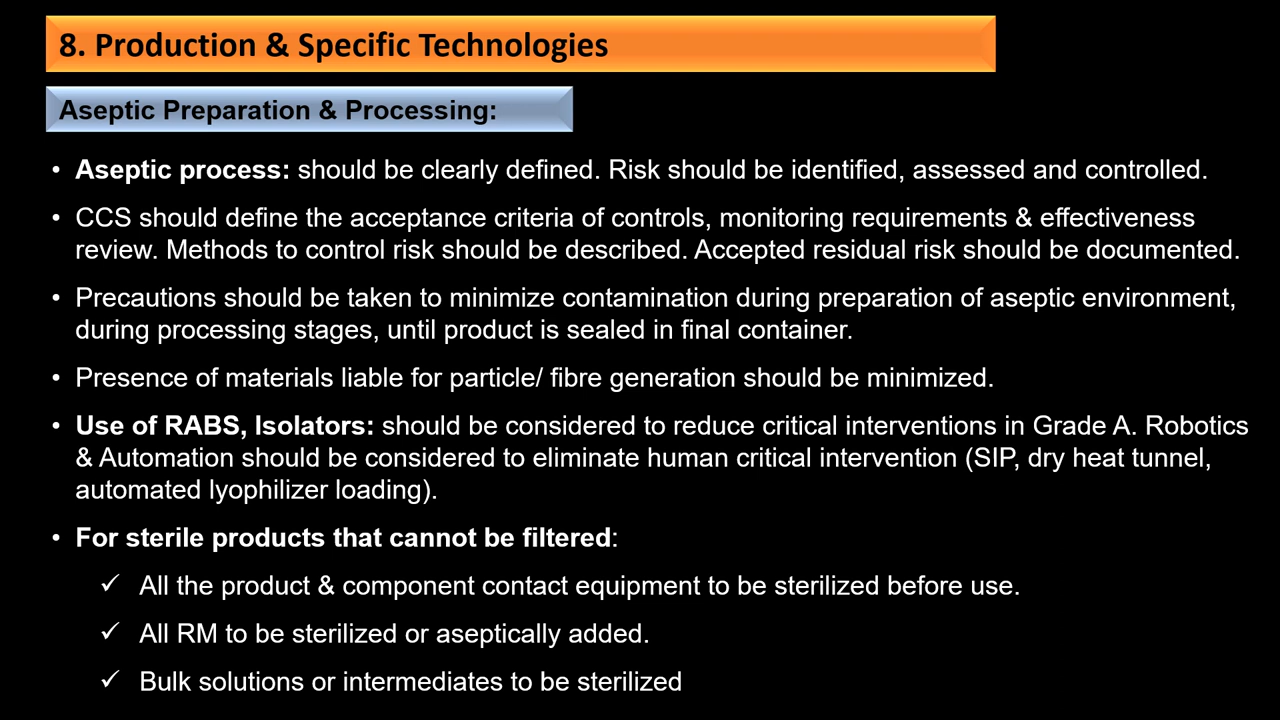 8. Production & Specific Technologies
Aseptic Preparation & Processing:
• Aseptic process: should be clearly defined. Risk should be identified, assessed and controlled.
• CCS should define the acceptance criteria of controls, monitoring requirements & effectiveness
review. Methods to control risk should be described. Accepted residual risk should be documented.
• Precautions should be taken to minimize contamination during preparation of aseptic environment,
during processing stages, until product is sealed in final container.
• Presence of materials liable for particle/ fibre generation should be minimized.
• Use of RABS, Isolators: should be considered to reduce critical interventions in Grade A. Robotics
& Automation should be considered to eliminate human critical intervention (SIP, dry heat tunnel,
automated lyophilizer loading).
• For sterile products that cannot be filtered:
✓ All the product & component contact equipment to be sterilized before use.
✓ All RM to be sterilized or aseptically added.
✓ Bulk solutions or intermediates to be sterilized